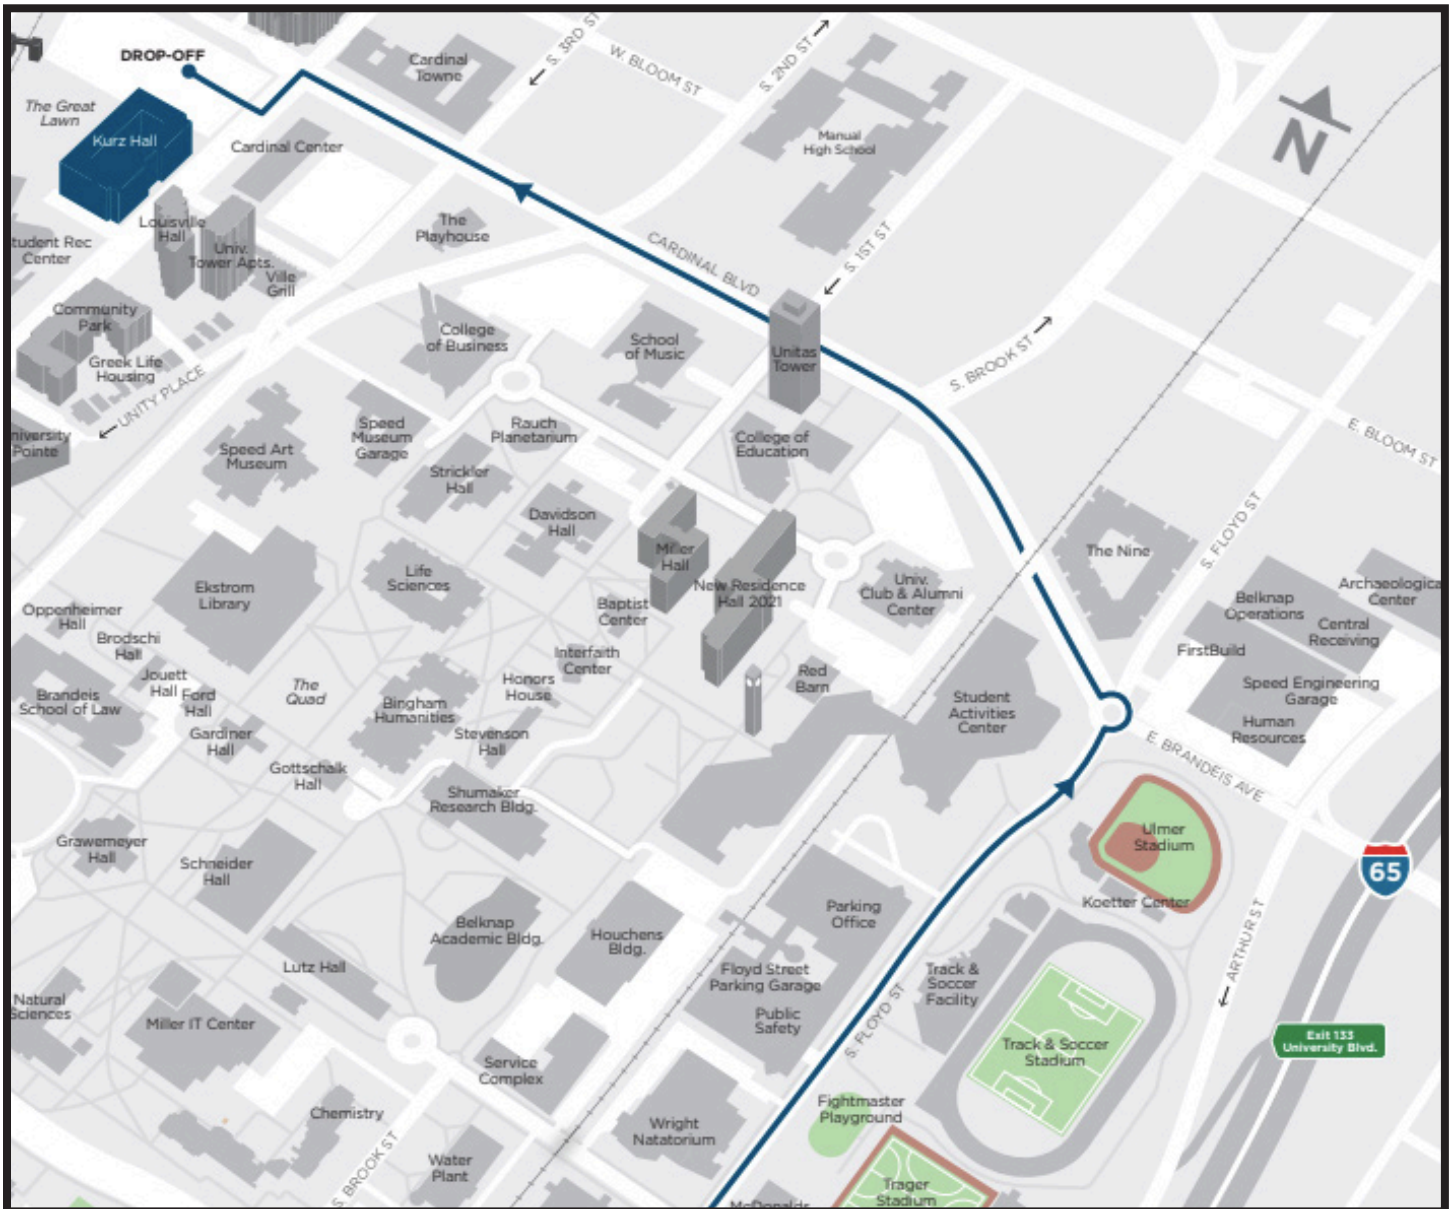 DROP-OFF
The Great
Lawn
Kurz Hall
Cardinal
Towne
S. 3RD ST
W. BLOOM ST
S. 2ND ST
Manual
High School
N
Cardinal Center
Louisville
Hall
Univ.
Tower Apts.
Ville
Grill
The
Playhouse
CARDINAL BLVD
S. 1ST ST
tudent Rec
Center
Community
Park
Greek Life
Housing
UNITY PLACE
niversity
Pointe
College
of Business
School
of Music
Unitas
Tower
S. BROOK ST
E. BLOOM ST
Speed Art
Museum
Speed
Museum
Garage
Rauch
Planetarium
Strickler
Hall
College of
Education
Davidson
Hall
Miller
Hall
New Residence
Hall 2021
The Nine
S. FLOYD ST
Ekstrom
Library
Life
Sciences
Baptist
Center
Univ.
Club & Alumni
Center
Belknap
Operations
Archaeologica
Center
Central
Receiving
FirstBuild
Speed Engineering
Garage
Human
Resources
Oppenheimer
Hall
Brodschi
Hall
Jouett
Hall
Ford
Hall
Brandeis
School of Law
Gardiner
Hall
The
Quad
Bingham
Humanities
Honors
House
Interfaith
Center
Stevenson
Hall
Red
Barn
Student
Activities
Center
E. BRANDEIS AVE
Gottschalk
Hall
Shumaker
Research Bldg.
Ulmer
Stadium
65
Koetter Center
Grawemeyer
Hall
Schneider
Hall
Belknap
Academic Bldg.
Houchens
Bldg.
Parking
Office
Floyd Street
Parking Garage
Public
Safety
Track &
Soccer
Facility
ARTHUR ST
Lutz Hall
Natural
Sciences
Miller IT Center
Service
Complex
S. FLOYD ST
Track & Soccer
Stadium
Exit 133
University Blvd.
Chemistry
Fightmaster
Playground
Wright
Natatorium
Water
Plant
S. BROOK ST
McDonalds
Trager
Stadium